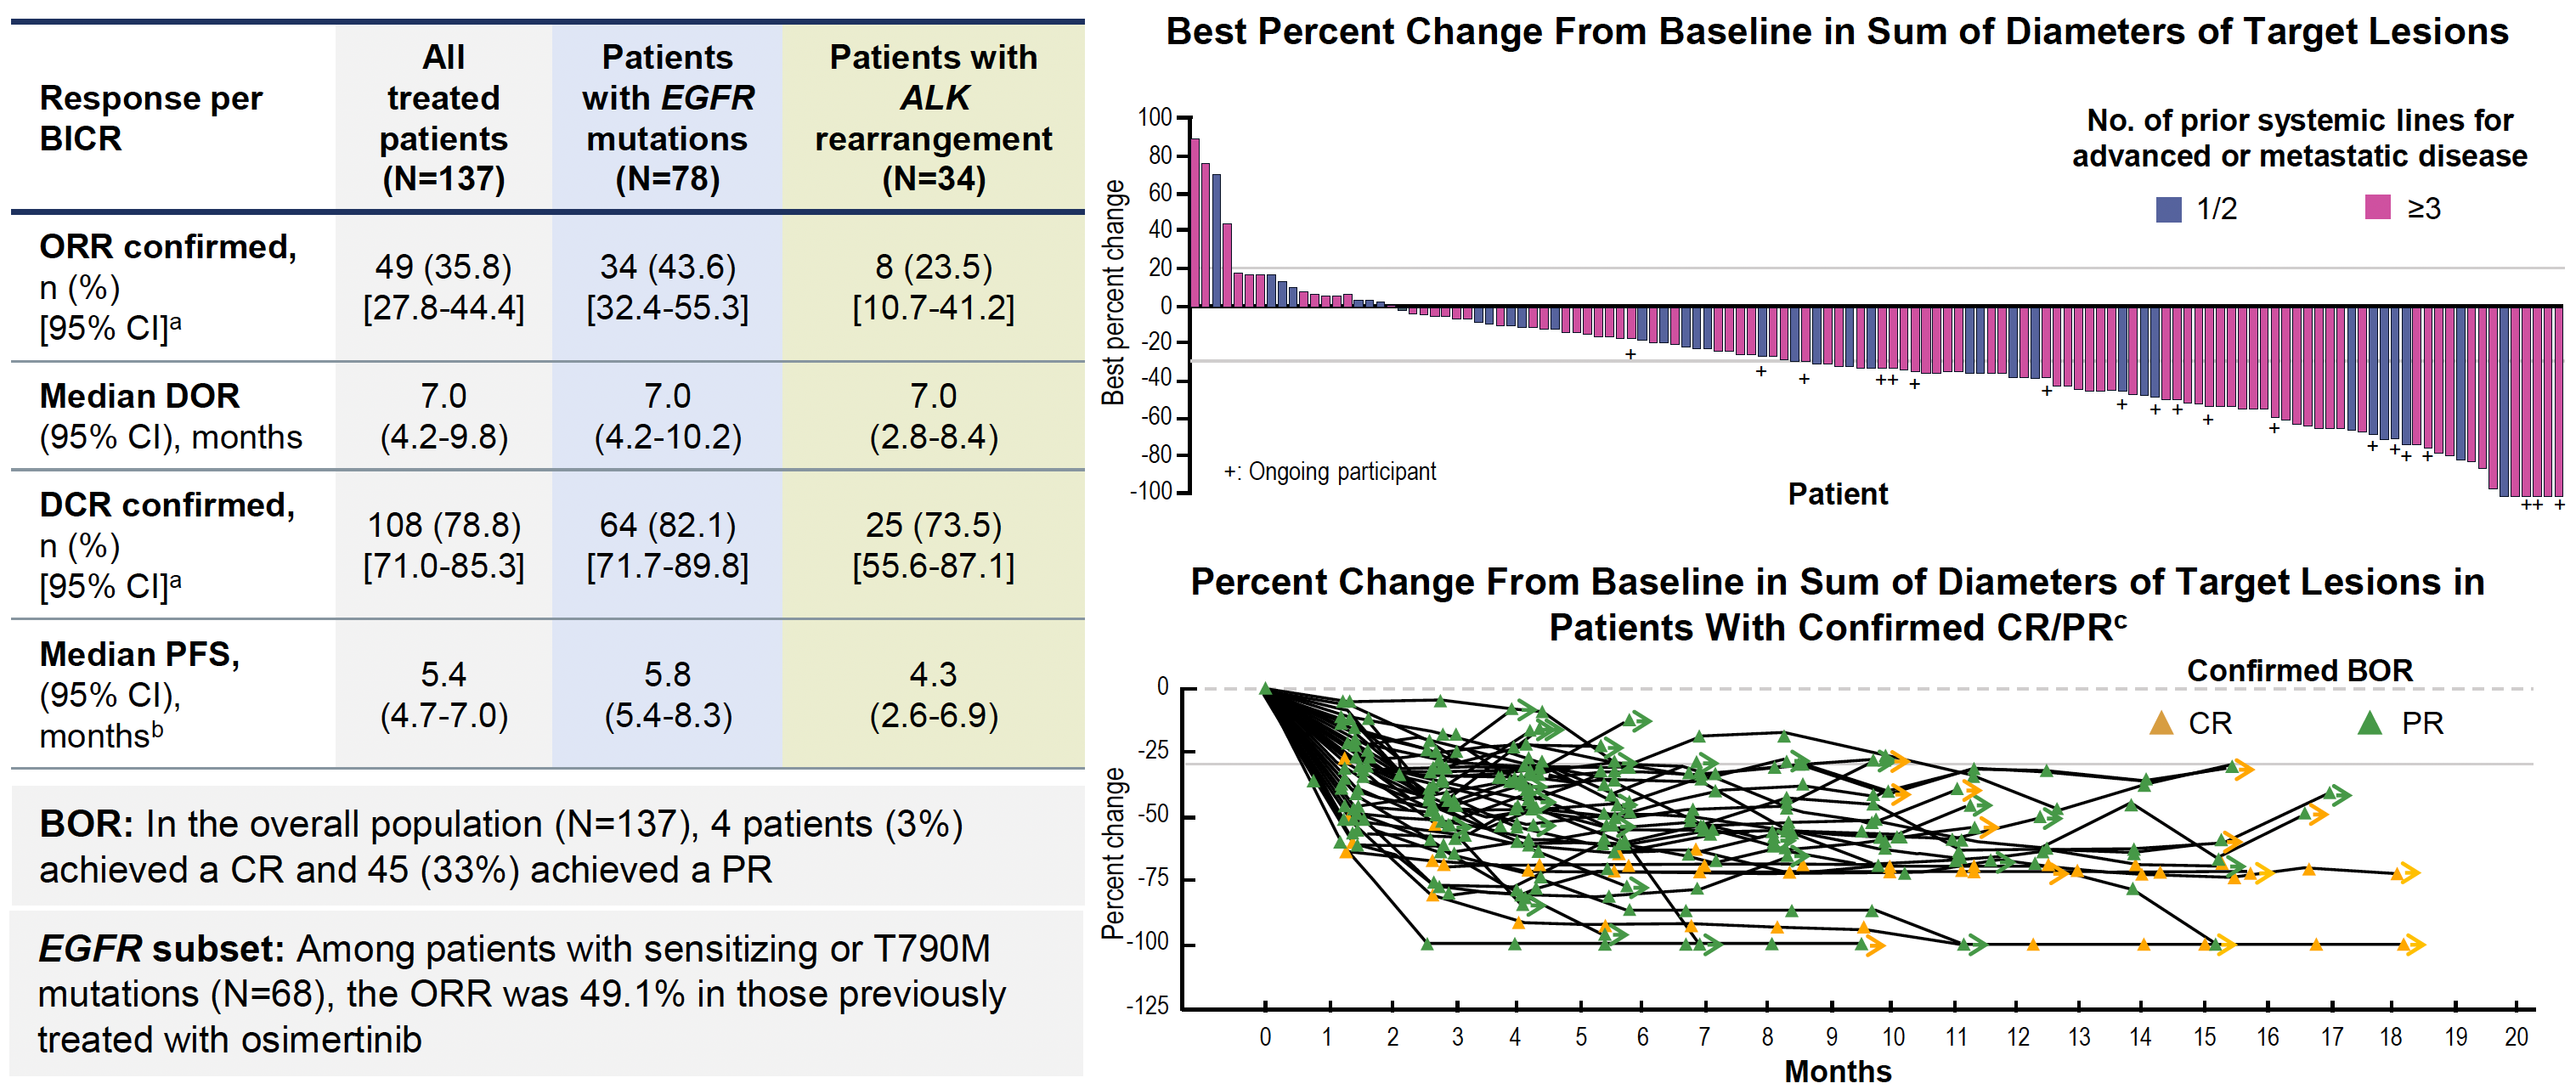 Response per
BICR
All
treated
patients
(N=137)
Patients
with EGFR
mutations
(N=78)
Patients with
ALK
rearrangement
(N=34)
ORR confirmed,
n (%)
[95% CI]a
49 (35.8)
[27.8-44.4]
34 (43.6)
[32.4-55.3]
8 (23.5)
[10.7-41.2]
Median DOR
(95% CI), months
7.0
(4.2-9.8)
7.0
(4.2-10.2)
7.0
(2.8-8.4)
DCR confirmed,
n (%)
[95% CI]a
108 (78.8)
[71.0-85.3]
64 (82.1)
[71.7-89.8]
25 (73.5)
[55.6-87.1]
Median PFS,
(95% CI),
monthsb
5.4
(4.7-7.0)
5.8
(5.4-8.3)
4.3
(2.6-6.9)
BOR: In the overall population (N=137), 4 patients (3%)
achieved a CR and 45 (33%) achieved a PR
EGFR subset: Among patients with sensitizing or T790M
mutations (N=68), the ORR was 49.1% in those previously
treated with osimertinib
Best Percent Change From Baseline in Sum of Diameters of Target Lesions
No. of prior systemic lines for
advanced or metastatic disease
1/2
≥3
Best percent change
100
80
60
40
20
0
-20
-40
-60
-80
-100
+: Ongoing participant
Patient
Percent Change From Baseline in Sum of Diameters of Target Lesions in
Patients With Confirmed CR/PRc
Confirmed BOR
CR
PR
Percent change
0
-25
-50
-75
-100
-125
0 1 2 3 4 5 6 7 8 9 10 11 12 13 14 15 16 17 18 19 20
Months